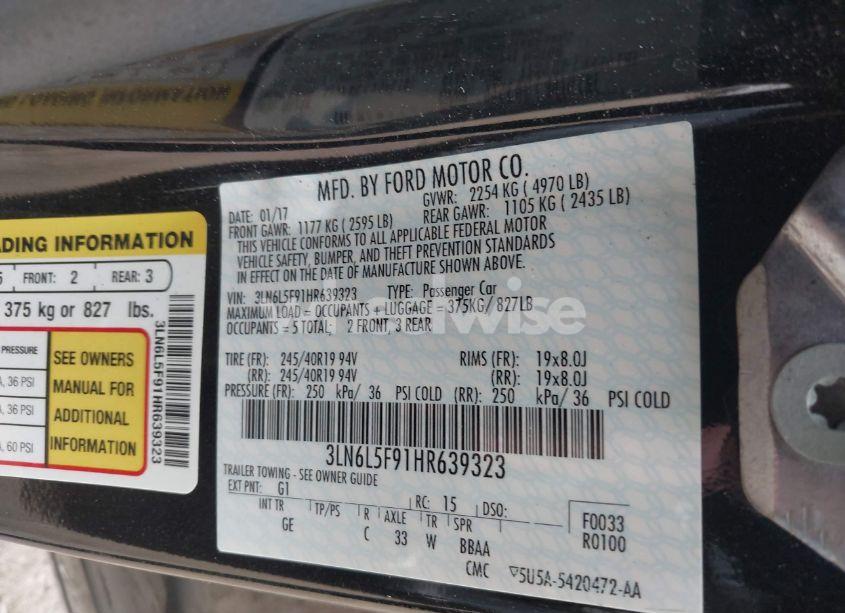 MFD. BY FORD MOTOR CO.
DATE: 01/17
GVWR: 2254 KG ( 4970 LB)
FRONT GAWR: 1177 KG ( 2595 LB)
REAR GAWR: 1105 KG ( 2435 LB)
THIS VEHICLE CONFORMS TO ALL APPLICABLE FEDERAL MOTOR
VEHICLE SAFETY, BUMPER, AND THEFT PREVENTION STANDARDS
IN EFFECT ON THE DATE OF MANUFACTURE SHOWN ABOVE.
VIN: 3LN6L5F91HR639323 TYPE: Passenger Car
MAXIMUM LOAD = OCCUPANTS + LUGGAGE = 375KG/ 827LB
OCCUPANTS = 5 TOTAL; 2 FRONT, 3 REAR
TIRE (FR): 245/40R19 94V RIMS (FR): 19x8.0J
(RR): 245/40R19 94V (RR): 19x8.0J
PRESSURE (FR): 250 kPa/ 36 PSI COLD (RR): 250 kPa/ 36 PSI COLD
3LN6L5F91HR639323
TRAILER TOWING - SEE OWNER GUIDE
EXT PNT: G1 RC: 15 DSO:
INT TR TP/PS R AXLE TR SPR
GE C 33 W BBAA
F0033
R0100
CMC ▽5U5A-5420472-AA
ADING INFORMATION
5 FRONT: 2 REAR: 3
375 kg or 827 lbs.
PRESSURE
, 36 PSI
A, 36 PSI
A, 60 PSI
SEE OWNERS
MANUAL FOR
ADDITIONAL
INFORMATION
3LN6L5F91HR639323